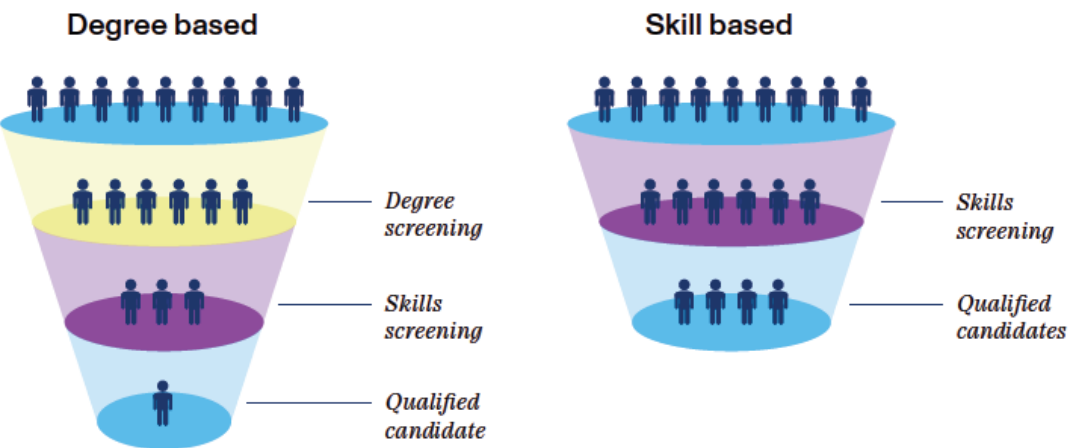 Degree based
Degree
screening
Skills
screening
Qualified
candidate
Skill based
Skills
screening
Qualified
candidates